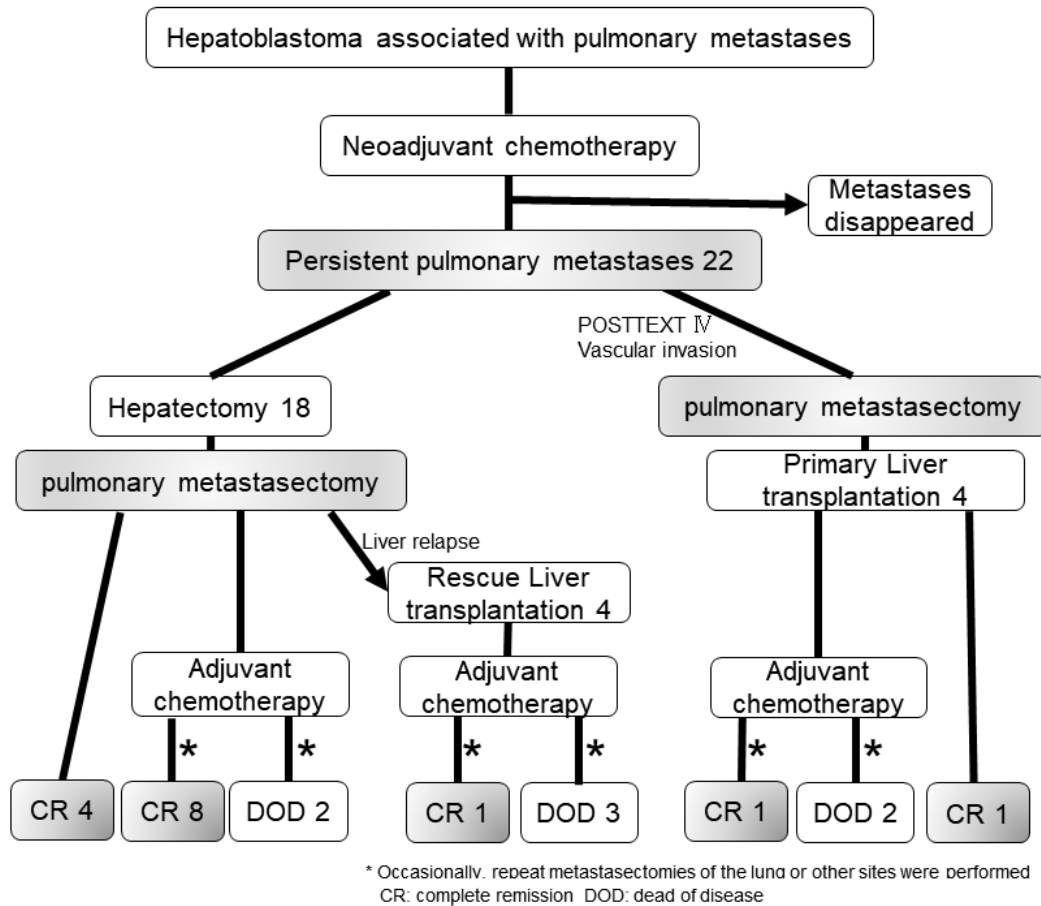 Hepatoblastoma associated with pulmonary metastases
Neoadjuvant chemotherapy
Metastases
disappeared
Persistent pulmonary metastases 22
POSTTEXT Ⅳ
Vascular invasion
Hepatectomy 18
pulmonary metastasectomy
pulmonary metastasectomy
Primary Liver
transplantation 4
Liver relapse
Rescue Liver
transplantation 4
Adjuvant
chemotherapy
Adjuvant
chemotherapy
Adjuvant
chemotherapy
* * * * * *
CR 4
CR 8
DOD 2
CR 1
DOD 3
CR 1
DOD 2
CR 1
* Occasionally, repeat metastasectomies of the lung or other sites were performed
CR: complete remission DOD: dead of disease